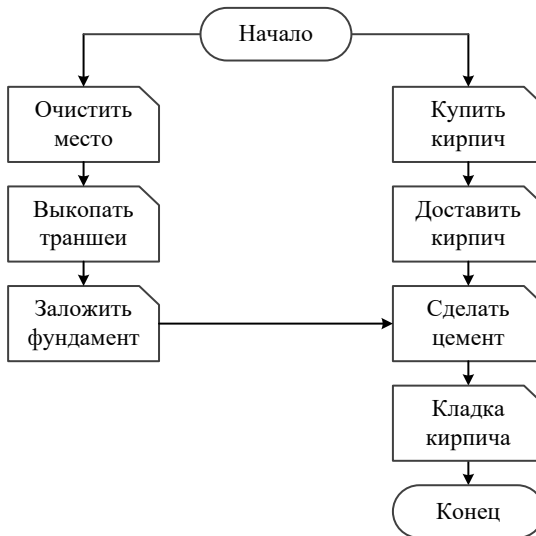 Начало
Очистить
место
Выкопать
траншеи
Заложить
фундамент
Купить
кирпич
Доставить
кирпич
Сделать
цемент
Кладка
кирпича
Конец